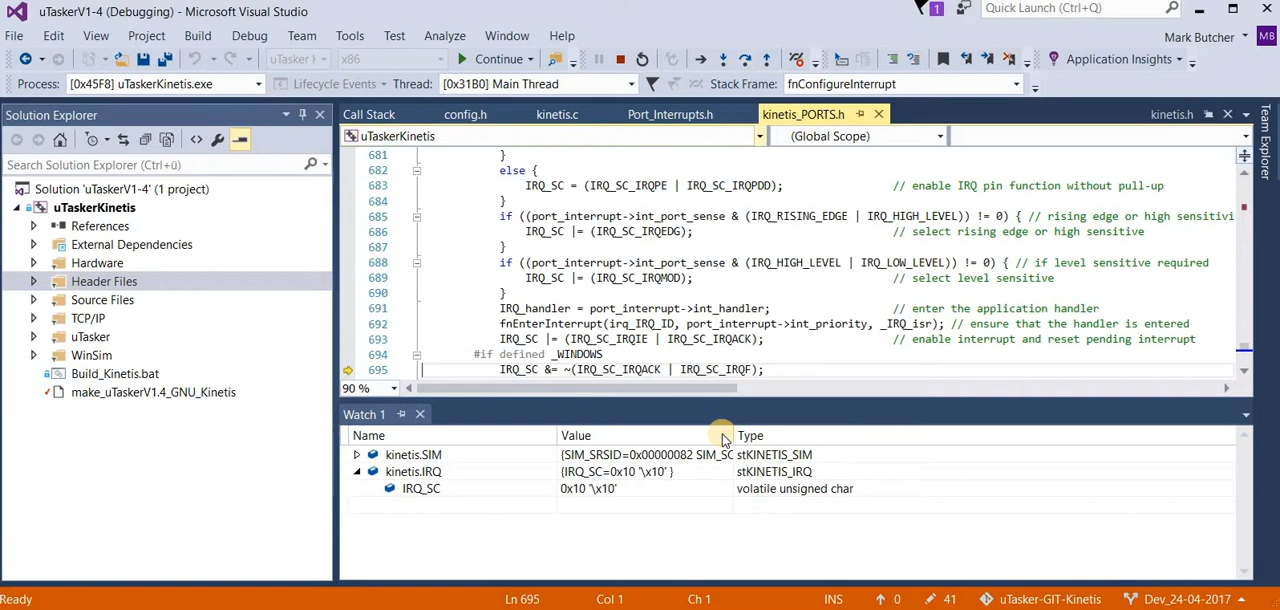 uTaskerV1-4 (Debugging) - Microsoft Visual Studio
1
Quick Launch (Ctrl+Q)
File Edit View Project Build Debug Team Tools Test Analyze Window Help
Mark Butcher MB
uTasker x86 Continue Application Insights
Process: [0x45F8] uTaskerKinetis.exe Lifecycle Events Thread: [0x31B0] Main Thread Stack Frame: fnConfigureInterrupt
Solution Explorer
Call Stack config.h kinetis.c Port_Interrupts.h kinetis_PORTS.h kinetis.h
Team Explorer
uTaskerKinetis (Global Scope)
Search Solution Explorer (Ctrl+ü)
Solution 'uTaskerV1-4' (1 project)
uTaskerKinetis
References
External Dependencies
Hardware
Header Files
Source Files
TCP/IP
uTasker
WinSim
Build_Kinetis.bat
make_uTaskerV1.4_GNU_Kinetis
681 }
682 else {
683 IRQ_SC = (IRQ_SC_IRQPE | IRQ_SC_IRQPDD); // enable IRQ pin function without pull-up
684 }
685 if ((port_interrupt->int_port_sense & (IRQ_RISING_EDGE | IRQ_HIGH_LEVEL)) != 0) { // rising edge or high sensitivi
686 IRQ_SC |= (IRQ_SC_IRQEDG); // select rising edge or high sensitive
687 }
688 if ((port_interrupt->int_port_sense & (IRQ_HIGH_LEVEL | IRQ_LOW_LEVEL)) != 0) { // if level sensitive required
689 IRQ_SC |= (IRQ_SC_IRQMOD); // select level sensitive
690 }
691 IRQ_handler = port_interrupt->int_handler; // enter the application handler
692 fnEnterInterrupt(irq_IRQ_ID, port_interrupt->int_priority, _IRQ_isr); // ensure that the handler is entered
693 IRQ_SC |= (IRQ_SC_IRQIE | IRQ_SC_IRQACK); // enable interrupt and reset pending interrupt
694 #if defined _WINDOWS
695 IRQ_SC &= ~(IRQ_SC_IRQACK | IRQ_SC_IRQF);
90 %
Watch 1
Name Value Type
kinetis.SIM {SIM_SRSID=0x00000082 SIM_SC stKINETIS_SIM
kinetis.IRQ {IRQ_SC=0x10 '\x10' } stKINETIS_IRQ
IRQ_SC 0x10 '\x10' volatile unsigned char
Ready Ln 695 Col 1 Ch 1 INS 0 41 uTasker-GIT-Kinetis Dev_24-04-2017